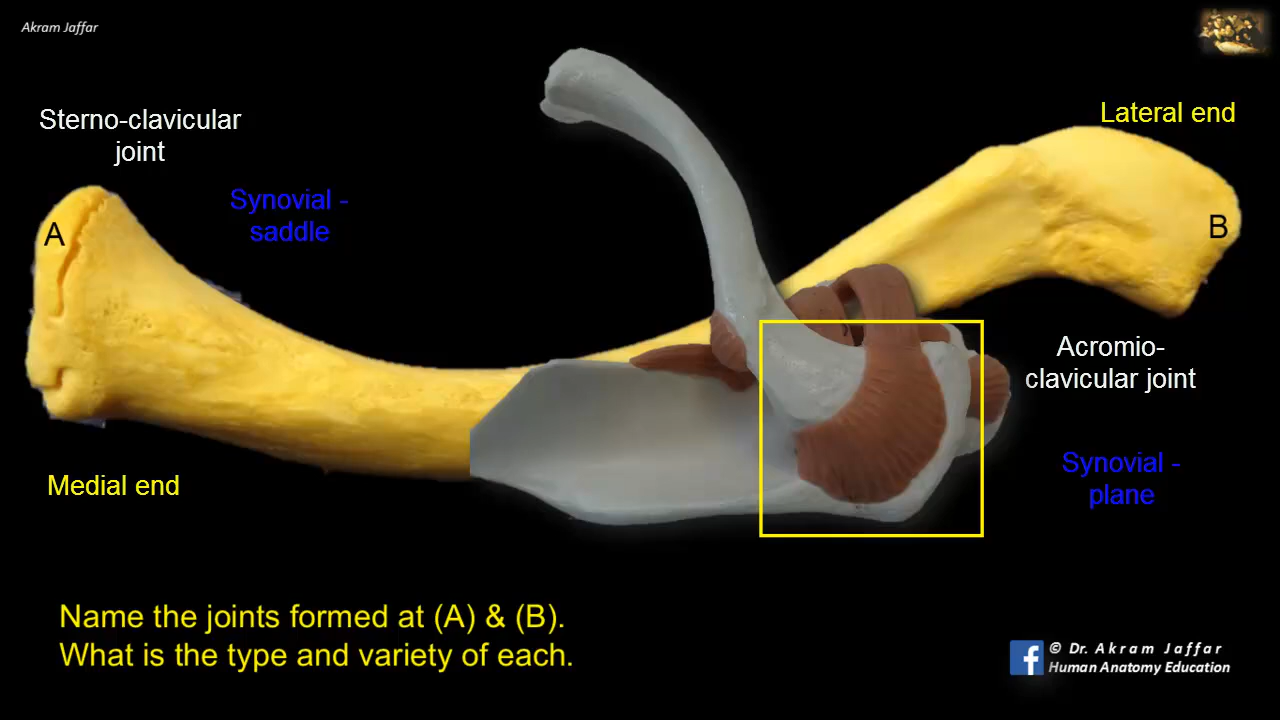 Akram Jaffar
Sterno-clavicular
joint
Synovial -
saddle
Lateral end
A
B
Acromio-
clavicular joint
Synovial -
plane
Medial end
Name the joints formed at (A) & (B).
What is the type and variety of each.
f
© Dr. Akram Jaffar
Human Anatomy Education